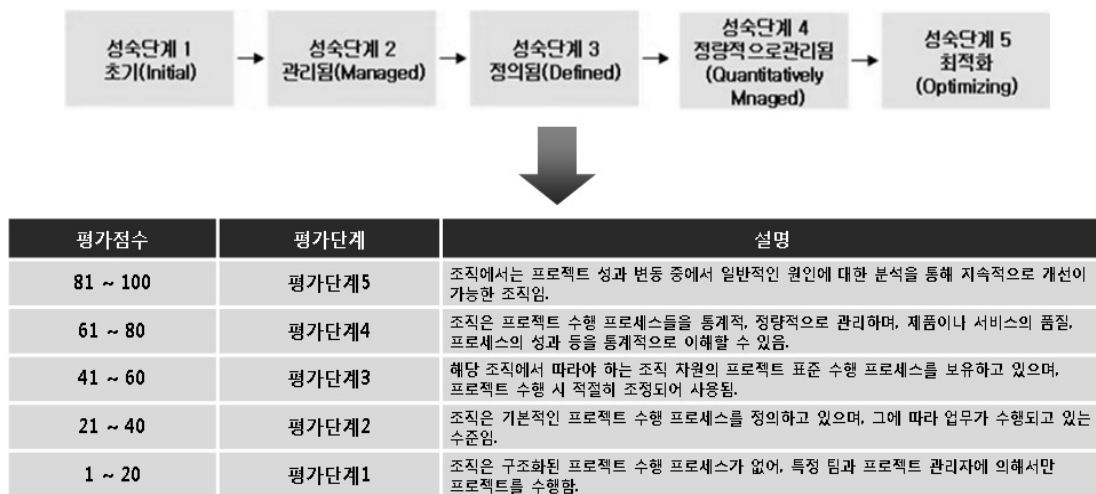 성숙단계 1
초기(Initial)
성숙단계 2
관리됨(Managed)
성숙단계 3
정의됨(Defined)
성숙단계 4
정량적으로관리됨
(Quantitatively
Mnaged)
성숙단계 5
최적화
(Optimizing)
평가점수 평가단계 설명
81 ~ 100 평가단계5 조직에서는 프로젝트 성과 변동 중에서 일반적인 원인에 대한 분석을 통해 지속적으로 개선이
가능한 조직임.
61 ~ 80 평가단계4 조직은 프로젝트 수행 프로세스들을 통계적, 정량적으로 관리하며, 제품이나 서비스의 품질,
프로세스의 성과 등을 통계적으로 이해할 수 있음.
41 ~ 60 평가단계3 해당 조직에서 따라야 하는 조직 차원의 프로젝트 표준 수행 프로세스를 보유하고 있으며,
프로젝트 수행 시 적절히 조정되어 사용됨.
21 ~ 40 평가단계2 조직은 기본적인 프로젝트 수행 프로세스를 정의하고 있으며, 그에 따라 업무가 수행되고 있는
수준임.
1 ~ 20 평가단계1 조직은 구조화된 프로젝트 수행 프로세스가 없어, 특정 팀과 프로젝트 관리자에 의해서만
프로젝트를 수행함.